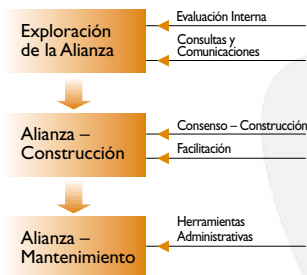 Exploración
de la Alianza
Evaluación Interna
Consultas y
Comunicaciones
Alianza –
Construcción
Consenso – Construcción
Facilitación
Alianza –
Mantenimiento
Herramientas
Administrativas